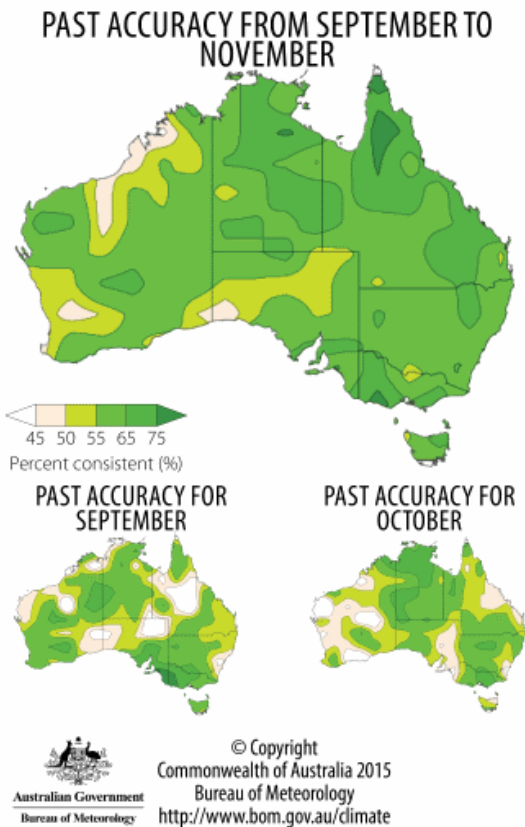 PAST ACCURACY FROM SEPTEMBER TO
NOVEMBER
45 50 55 65 75
Percent consistent (%)
PAST ACCURACY FOR
SEPTEMBER
PAST ACCURACY FOR
OCTOBER
Australian Government
Bureau of Meteorology
© Copyright
Commonwealth of Australia 2015
Bureau of Meteorology
http://www.bom.gov.au/climate